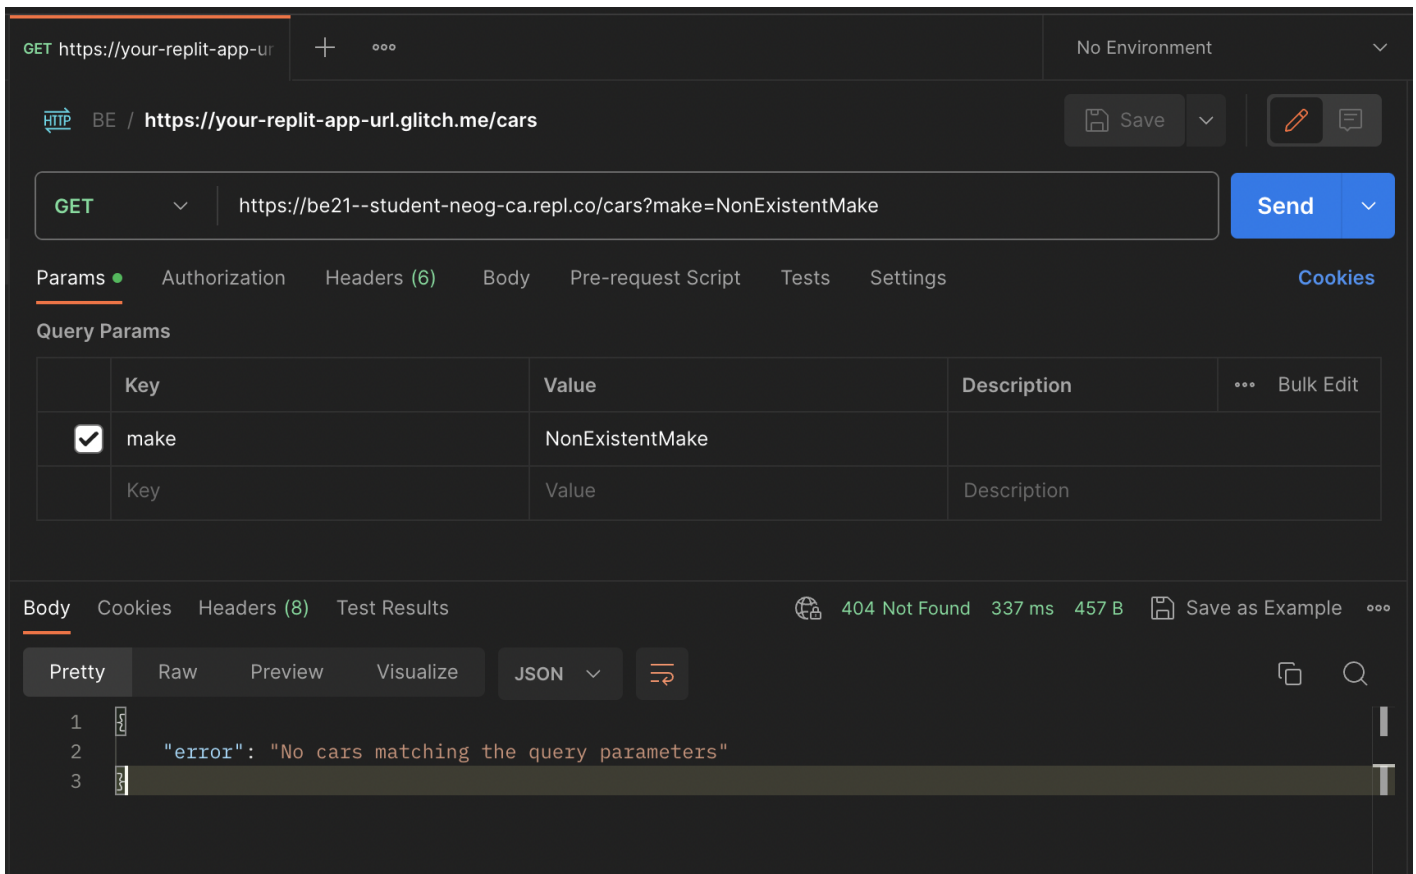 GET https://your-replit-app-ur No Environment
HTTP BE / https://your-replit-app-url.glitch.me/cars Save
GET https://be21--student-neog-ca.repl.co/cars?make=NonExistentMake Send
Params Authorization Headers (6) Body Pre-request Script Tests Settings Cookies
Query Params
Key Value Description Bulk Edit
make NonExistentMake
Key Value Description
Body Cookies Headers (8) Test Results 404 Not Found 337 ms 457 B Save as Example
Pretty Raw Preview Visualize JSON
1 {
2 "error": "No cars matching the query parameters"
3 }